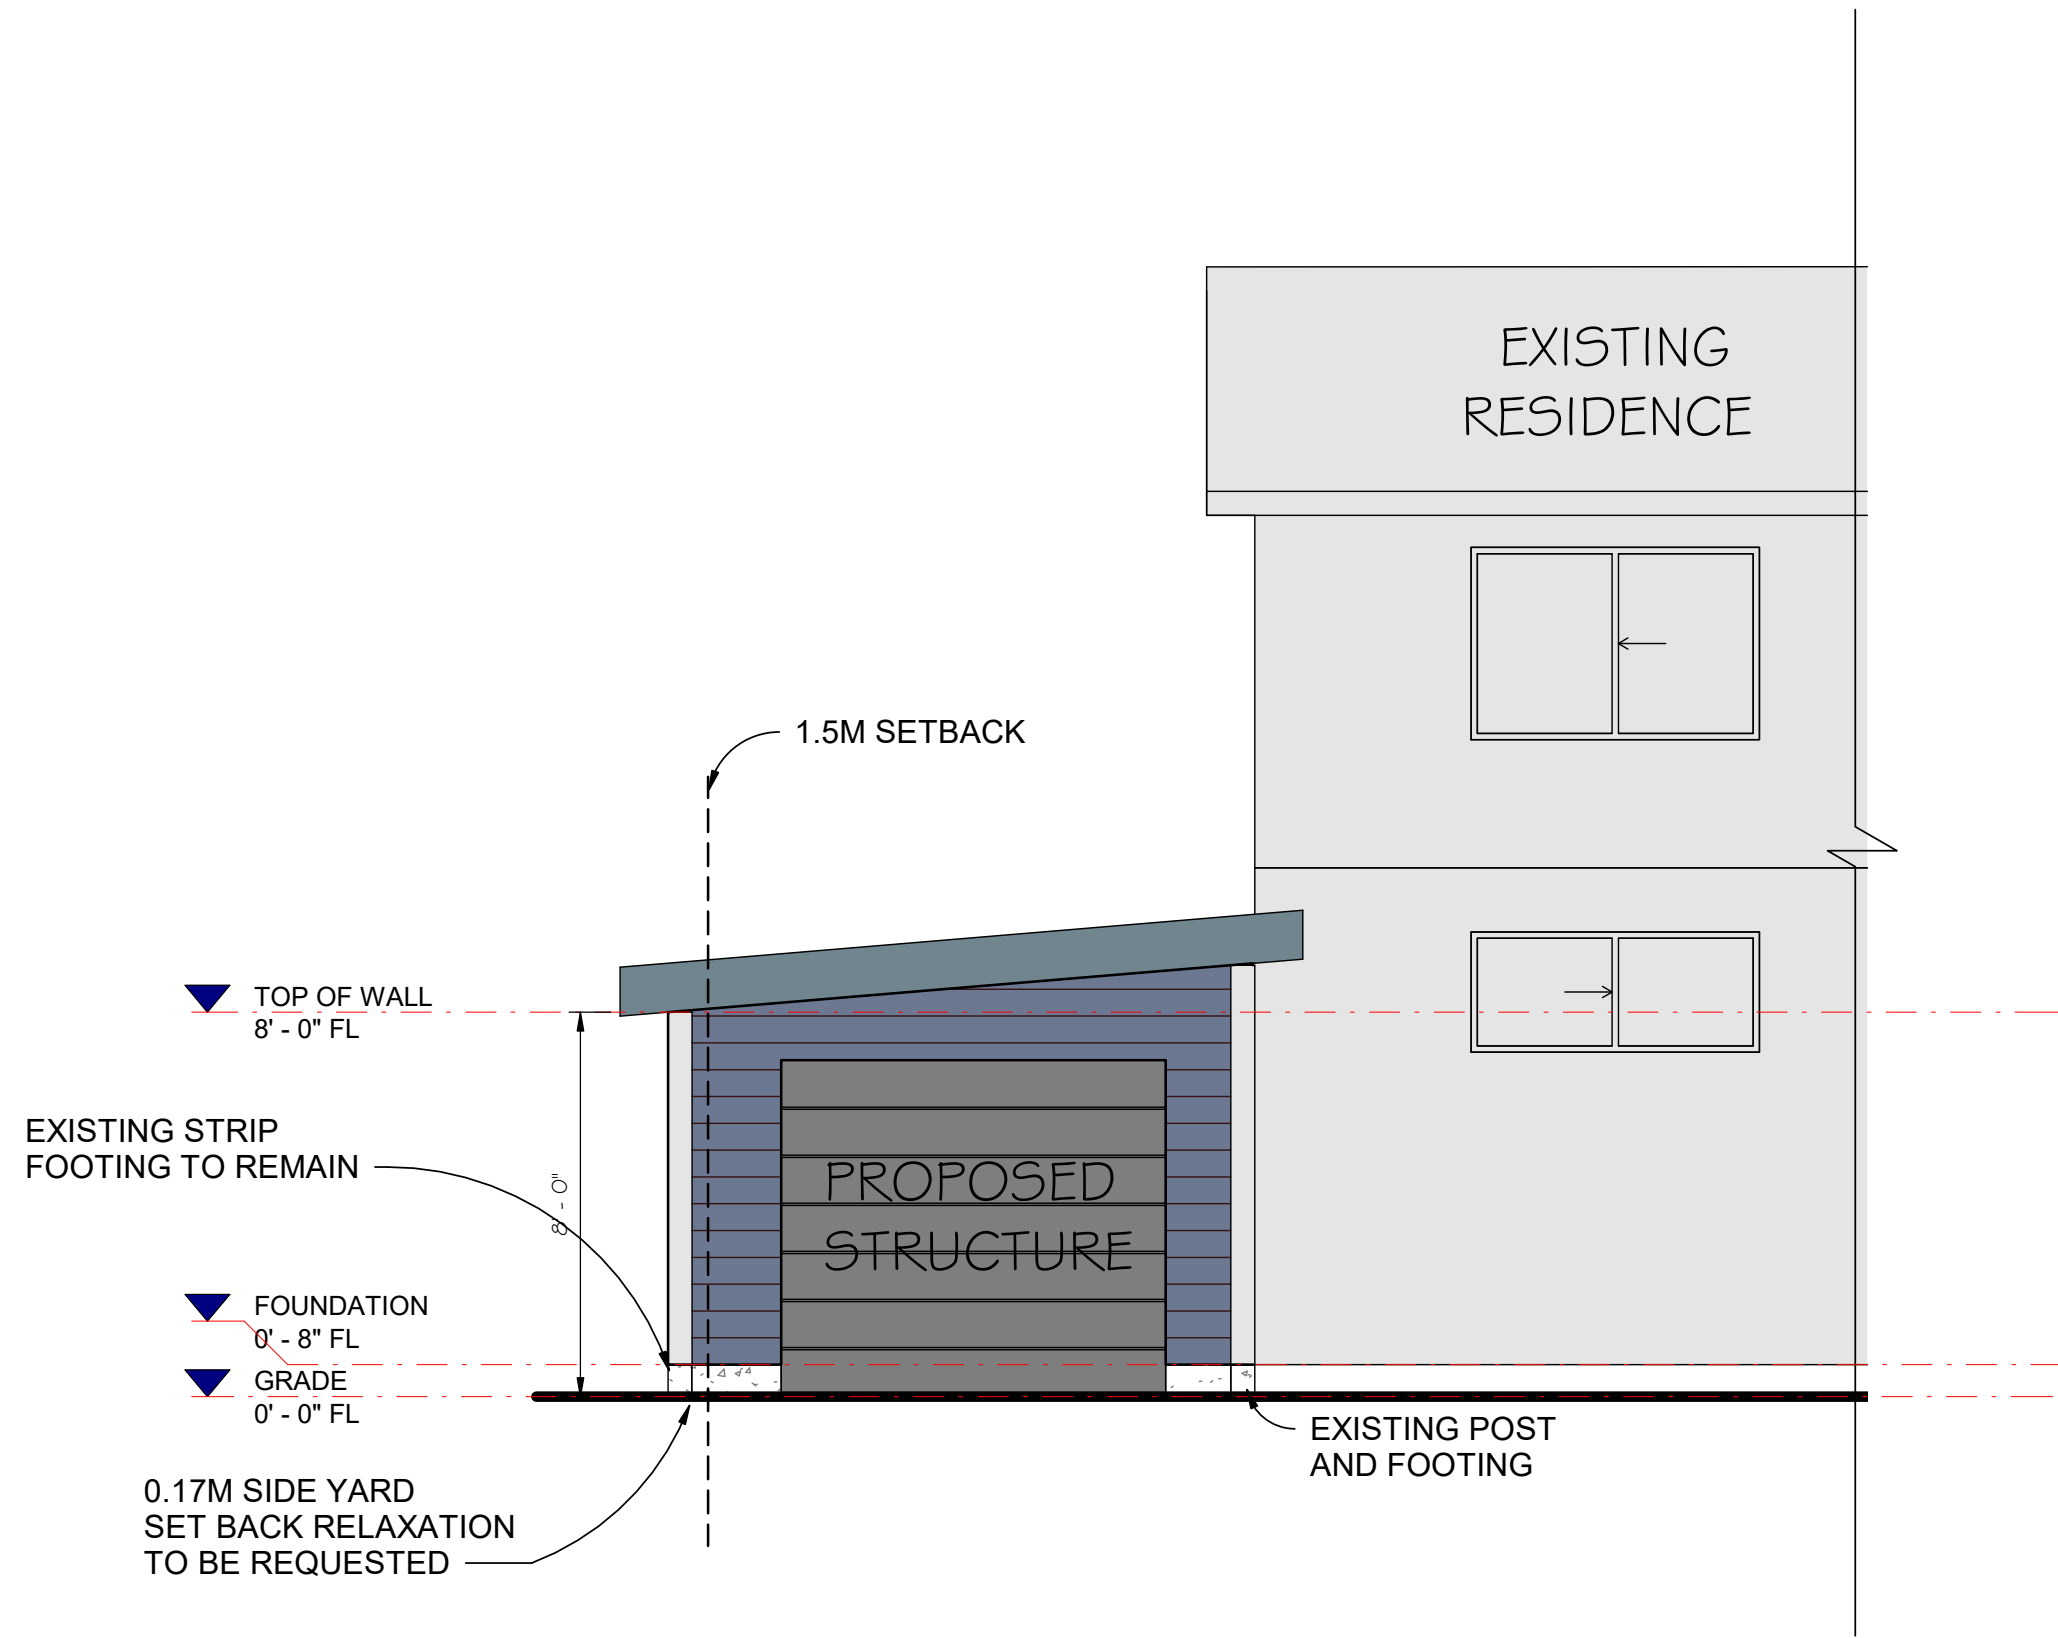 EXISTING
RESIDENCE
1.5M SETBACK
TOP OF WALL
8' - 0" FL
EXISTING STRIP
FOOTING TO REMAIN
8' - 0"
PROPOSED
STRUCTURE
FOUNDATION
0' - 8" FL
GRADE
0' - 0" FL
EXISTING POST
AND FOOTING
0.17M SIDE YARD
SET BACK RELAXATION
TO BE REQUESTED